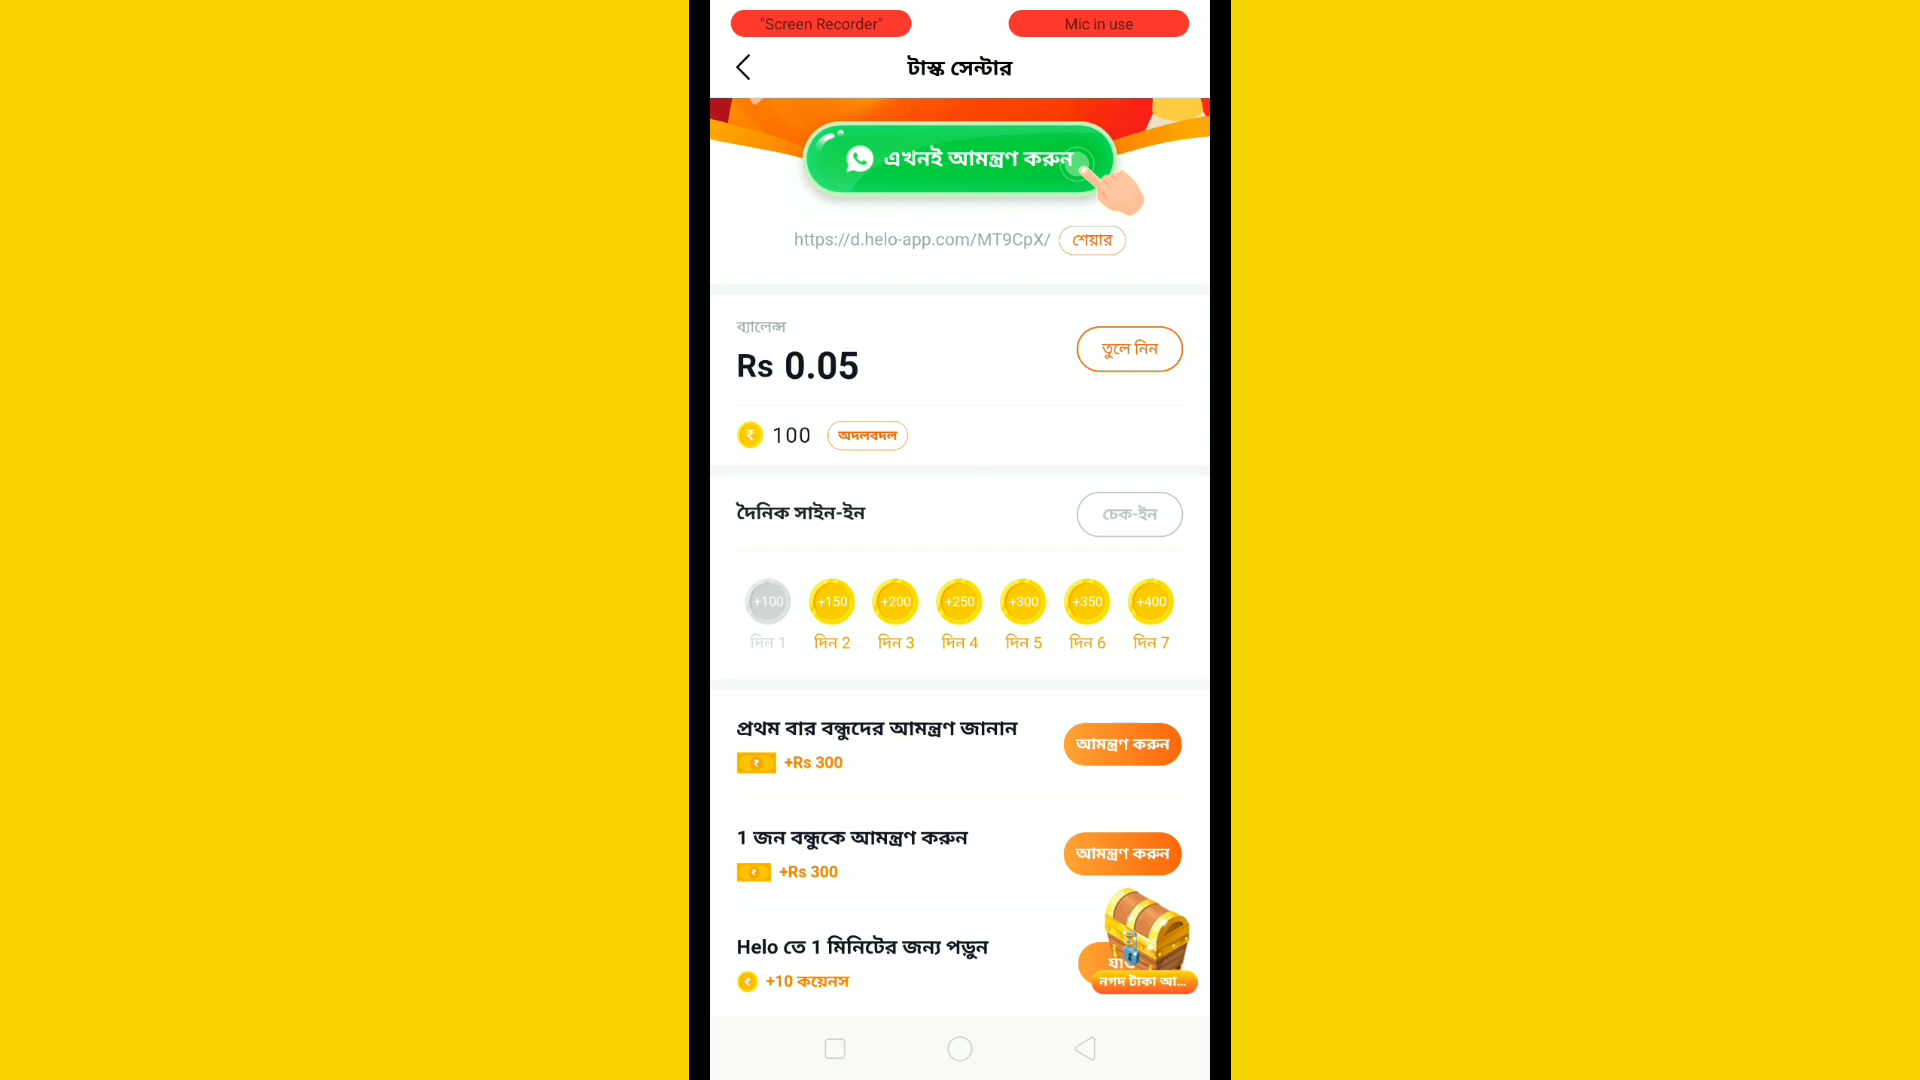 "Screen Recorder"
Mic in use
টাস্ক সেন্টার
এখনই আমন্ত্রণ করুন
https://d.helo-app.com/MT9CpX/ শেয়ার
ব্যালেন্স
Rs 0.05
তুলে নিন
100 অদলবদল
দৈনিক সাইন-ইন
চেক-ইন
+100 +150 +200 +250 +300 +350 +400
দিন 1 দিন 2 দিন 3 দিন 4 দিন 5 দিন 6 দিন 7
প্রথম বার বন্ধুদের আমন্ত্রণ জানান
আমন্ত্রণ করুন
+Rs 300
1 জন বন্ধুকে আমন্ত্রণ করুন
আমন্ত্রণ করুন
+Rs 300
Helo তে 1 মিনিটের জন্য পড়ুন
+10 কয়েনস
নগদ টাকা আ...